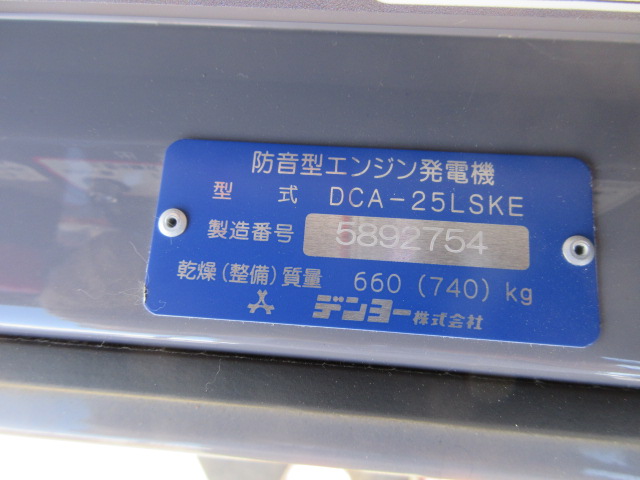 防音型エンジン発電機
型 式 DCA-25LSKE
製造番号 5892754
乾燥(整備)質量 660 (740) kg
デンヨー株式会社